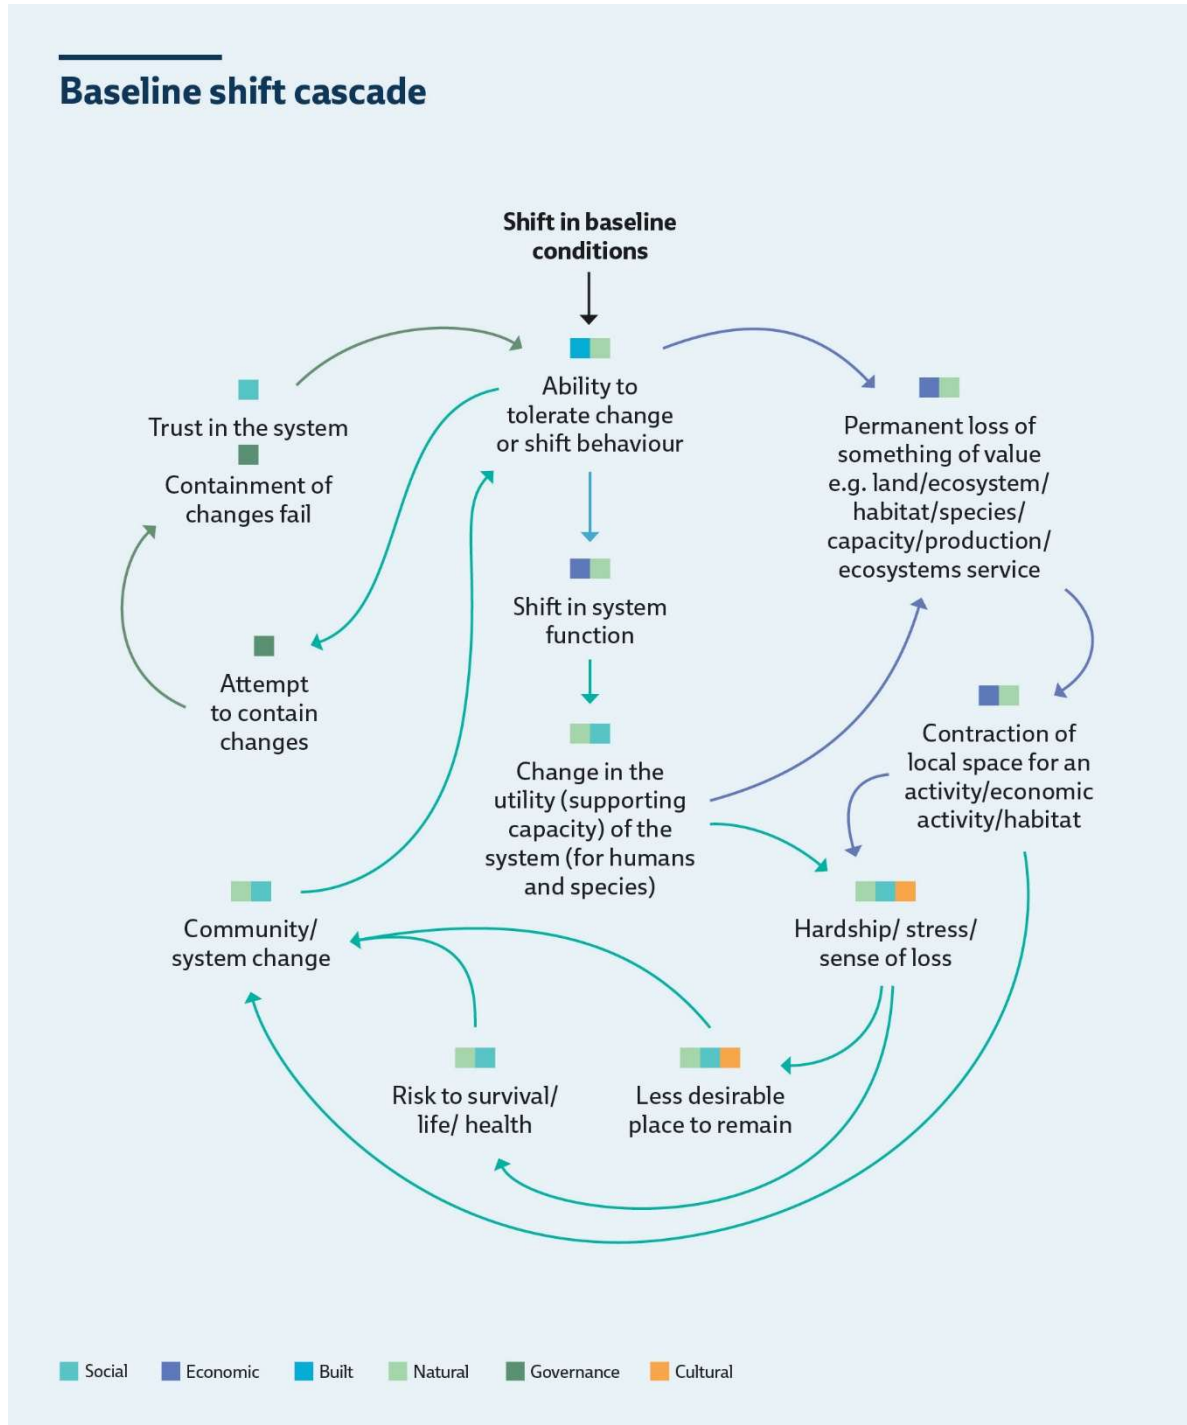 Baseline shift cascade
Shift in baseline
conditions
Ability to
tolerate change
or shift behaviour
Trust in the system
Containment of
changes fail
Attempt
to contain
changes
Shift in system
function
Change in the
utility (supporting
capacity) of the
system (for humans
and species)
Permanent loss of
something of value
e.g. land/ecosystem/
habitat/species/
capacity/production/
ecosystems service
Contraction of
local space for an
activity/economic
activity/habitat
Hardship/ stress/
sense of loss
Community/
system change
Risk to survival/
life/ health
Less desirable
place to remain
Social
Economic
Built
Natural
Governance
Cultural